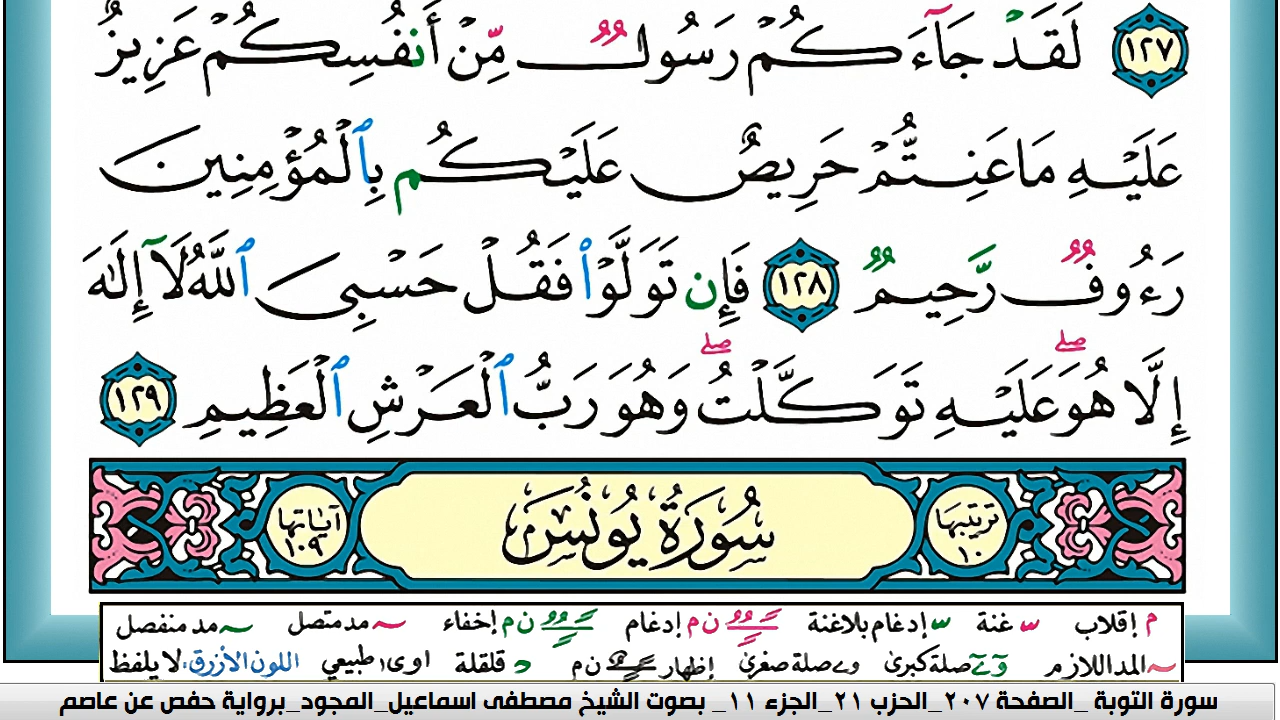 ١٢٧ لَقَدْ جَآءَكُمْ رَسُولٌ مِّنْ أَنفُسِكُمْ عَزِيزٌ
عَلَيْهِ مَا عَنِتُّمْ حَرِيصٌ عَلَيْكُم بِٱلْمُؤْمِنِينَ
رَءُوفٌ رَّحِيمٌ ١٢٨ فَإِن تَوَلَّوْا۟ فَقُلْ حَسْبِىَ ٱللَّهُ لَآ إِلَٰهَ
إِلَّا هُوَ ۖ عَلَيْهِ تَوَكَّلْتُ ۖ وَهُوَ رَبُّ ٱلْعَرْشِ ٱلْعَظِيمِ ١٢٩
ترتيبها ١٠ سُورَةُ يُونُسَ آياتها ١٠٩
م إقلاب غنة إدغام بلاغنة ن م إدغام ن م إخفاء مد متصل مد منفصل
المد اللازم صلة كبرى صلة صغرى إظهار ن م قلقلة اوى طبيعي اللون الأزرق: لا يلفظ
سورة التوبة _الصفحة ٢٠٧_الحزب ٢١_الجزء ١١_ بصوت الشيخ مصطفى اسماعيل_المجود_برواية حفص عن عاصم